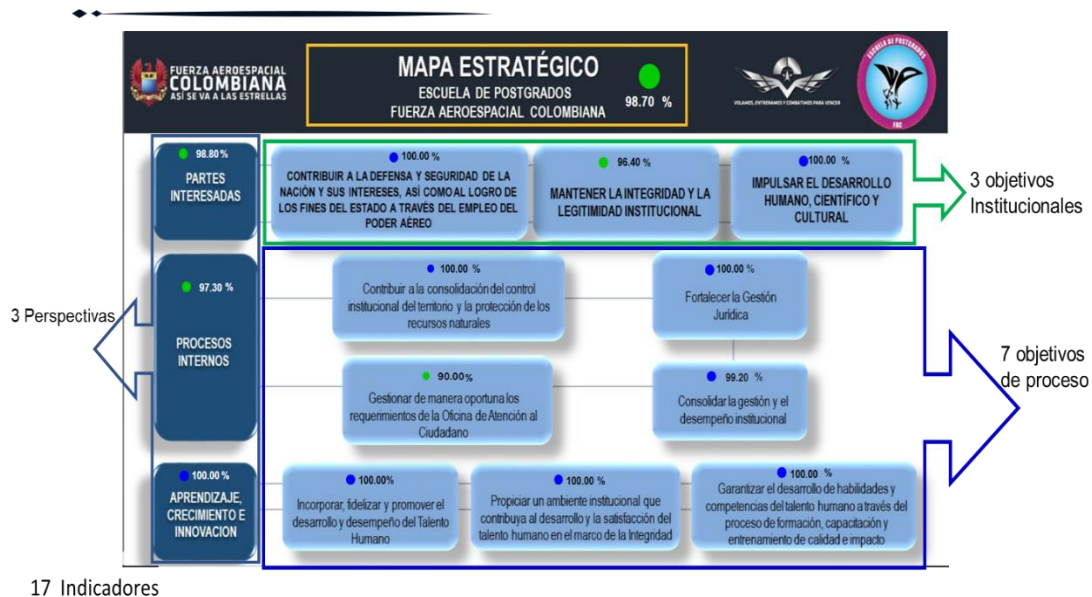 FUERZA AEROESPACIAL
COLOMBIANA
ASÍ SE VA A LAS ESTRELLAS
MAPA ESTRATÉGICO
ESCUELA DE POSTGRADOS
FUERZA AEROESPACIAL COLOMBIANA
98.70 %
VOLAMOS, ENTRENAMOS Y COMBATIMOS PARA VENCER
ESCUELA DE POSTGRADOS
FAC
98.80%
PARTES
INTERESADAS
100.00%
CONTRIBUIR A LA DEFENSA Y SEGURIDAD DE LA
NACIÓN Y SUS INTERESES, ASÍ COMO AL LOGRO DE
LOS FINES DEL ESTADO A TRAVÉS DEL EMPLEO DEL
PODER AÉREO
96.40%
MANTENER LA INTEGRIDAD Y LA
LEGITIMIDAD INSTITUCIONAL
100.00%
IMPULSAR EL DESARROLLO
HUMANO, CIENTÍFICO Y
CULTURAL
3 objetivos
Institucionales
3 Perspectivas
97.30 %
PROCESOS
INTERNOS
100.00 %
Contribuir a la consolidación del control
institucional del territorio y la protección de los
recursos naturales
100.00 %
Fortalecer la Gestión
Jurídica
90.00%
Gestionar de manera oportuna los
requerimientos de la Oficina de Atención al
Ciudadano
99.20 %
Consolidar la gestión y el
desempeño institucional
7 objetivos
de proceso
100.00%
APRENDIZAJE,
CRECIMIENTO E
INNOVACION
100.00%
Incorporar, fidelizar y promover el
desarrollo y desempeño del Talento
Humano
100.00%
Propiciar un ambiente institucional que
contribuya al desarrollo y la satisfacción del
talento humano en el marco de la Integridad
100.00 %
Garantizar el desarrollo de habilidades y
competencias del talento humano a través del
proceso de formación, capacitación y
entrenamiento de calidad e impacto
17 Indicadores